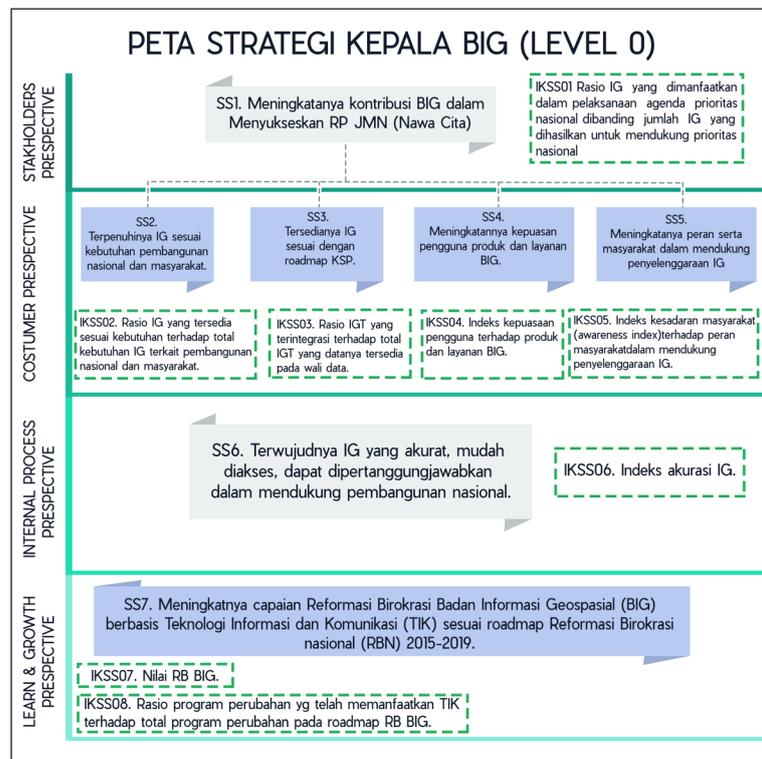 PETA STRATEGI KEPALA BIG (LEVEL 0)
STAKHOLDERS
PRESPECTIVE
SS1. Meningkatanya kontribusi BIG dalam
Menyukseskan RP JMN (Nawa Cita)
IKSS01 Rasio IG yang dimanfaatkan
dalam pelaksanaan agenda prioritas
nasional dibanding jumlah IG yang
dihasilkan untuk mendukung prioritas
nasional
COSTUMER PRESPECTIVE
SS2.
Terpenuhinya IG sesuai
kebutuhan pembangunan
nasional dan masyarakat.
SS3.
Tersedianya IG
sesuai dengan
roadmap KSP.
SS4.
Meningkatannya kepuasan
pengguna produk dan layanan
BIG.
SS5.
Meningkatanya peran serta
masyarakat dalam mendukung
penyelenggaraan IG
IKSS02. Rasio IG yang tersedia
sesuai kebutuhan terhadap total
kebutuhan IG terkait pembangunan
nasional dan masyarakat.
IKSS03. Rasio IGT yang
terintegrasi terhadap total
IGT yang datanya tersedia
pada wali data.
IKSS04. Indeks kepuasaan
pengguna terhadap produk
dan layanan BIG.
IKSS05. Indeks kesadaran masyarakat
(awareness index)terhadap peran
masyarakatdalam mendukung
penyelenggaraan IG.
INTERNAL PROCESS
PRESPECTIVE
SS6. Terwujudnya IG yang akurat, mudah
diakses, dapat dipertanggungjawabkan
dalam mendukung pembangunan nasional.
IKSS06. Indeks akurasi IG.
LEARN & GROWTH
PRESPECTIVE
SS7. Meningkatnya capaian Reformasi Birokrasi Badan Informasi Geospasial (BIG)
berbasis Teknologi Informasi dan Komunikasi (TIK) sesuai roadmap Reformasi Birokrasi
nasional (RBN) 2015-2019.
IKSS07. Nilai RB BIG.
IKSS08. Rasio program perubahan yg telah memanfaatkan TIK
terhadap total program perubahan pada roadmap RB BIG.